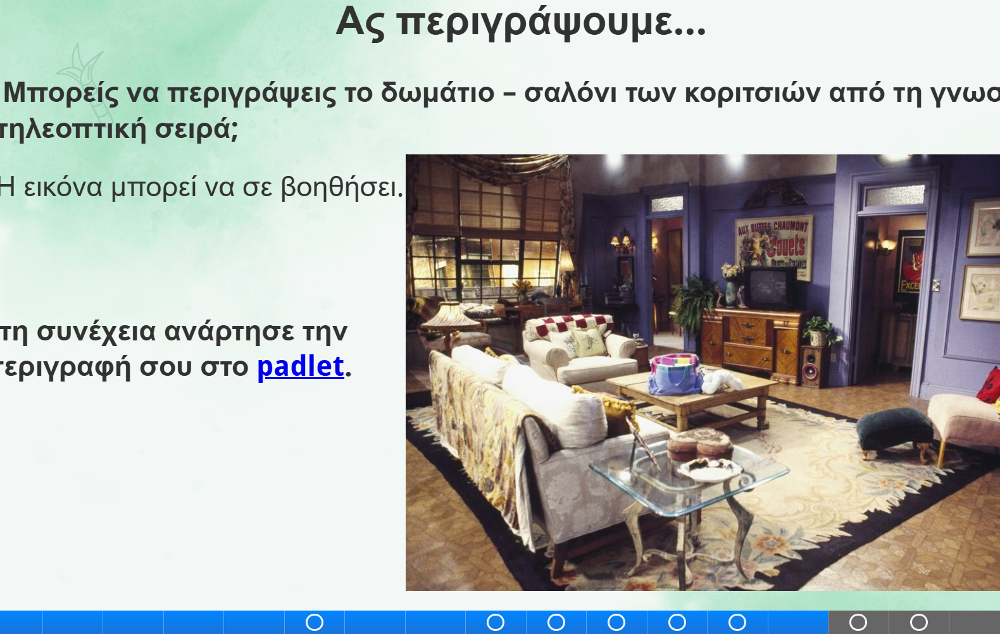 Ας περιγράψουμε...
Μπορείς να περιγράψεις το δωμάτιο – σαλόνι των κοριτσιών από τη
τηλεοπτική σειρά;
Η εικόνα μπορεί να σε βοηθήσει.
AUX BUTTES CHAUMONT
Jouets
EXCEL
τη συνέχεια ανάρτησε την
περιγραφή σου στο padlet.